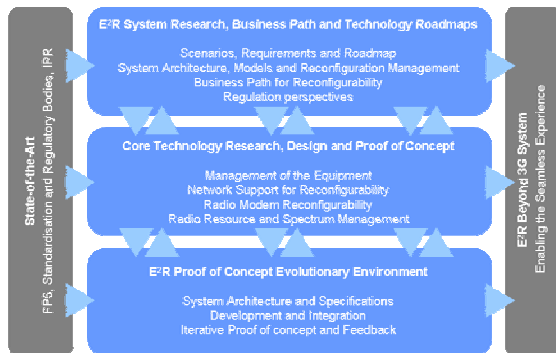 State-of-the-Art
FP6, Standardisation and Regulatory Bodies, IPR
E²R System Research, Business Path and Technology Roadmaps
Scenarios, Requirements and Roadmap
System Architecture, Models and Reconfiguration Management
Business Path for Reconfigurability
Regulation perspectives
Core Technology Research, Design and Proof of Concept
Management of the Equipment
Network Support for Reconfigurability
Radio Modem Reconfigurability
Radio Resource and Spectrum Management
E²R Proof of Concept Evolutionary Environment
System Architecture and Specifications
Development and Integration
Iterative Proof of concept and Feedback
E²R Beyond 3G System
Enabling the Seamless Experience